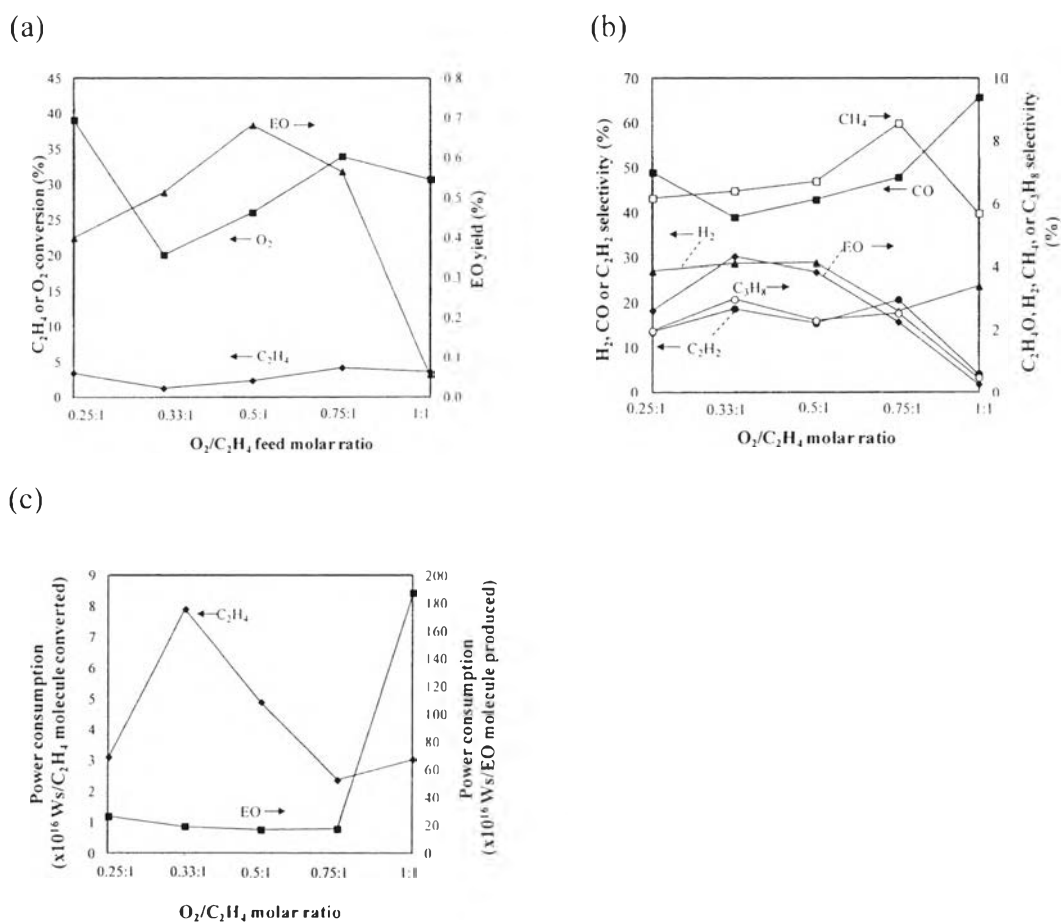 (a)
C₂H₄ or O₂ conversion (%)
45
40
35
30
25
20
15
10
5
0
0.8
0.7
0.6
0.5
0.4
0.3
0.2
0.1
0.0
EO yield (%)
EO
O₂
C₂H₄
0.25:1
0.33:1
0.5:1
0.75:1
1:1
O₂/C₂H₄ feed molar ratio
(b)
H₂, CO or C₂H₂ selectivity (%)
70
60
50
40
30
20
10
0
10
8
6
4
2
0
C₂H₄O, H₂, CH₄, or C₃H₈ selectivity
(%)
CH₄
CO
H₂
EO
C₃H₈
C₂H₂
0.25:1
0.33:1
0.5:1
0.75:1
1:1
O₂/C₂H₄ molar ratio
(c)
Power consumption
(x10¹⁶ Ws/C₂H₄ molecule converted)
9
8
7
6
5
4
3
2
1
0
200
180
160
140
120
100
80
60
40
20
0
Power consumption
(x10¹⁶ Ws/EO molecule produced)
C₂H₄
EO
0.25:1
0.33:1
0.5:1
0.75:1
1:1
O₂/C₂H₄ molar ratio